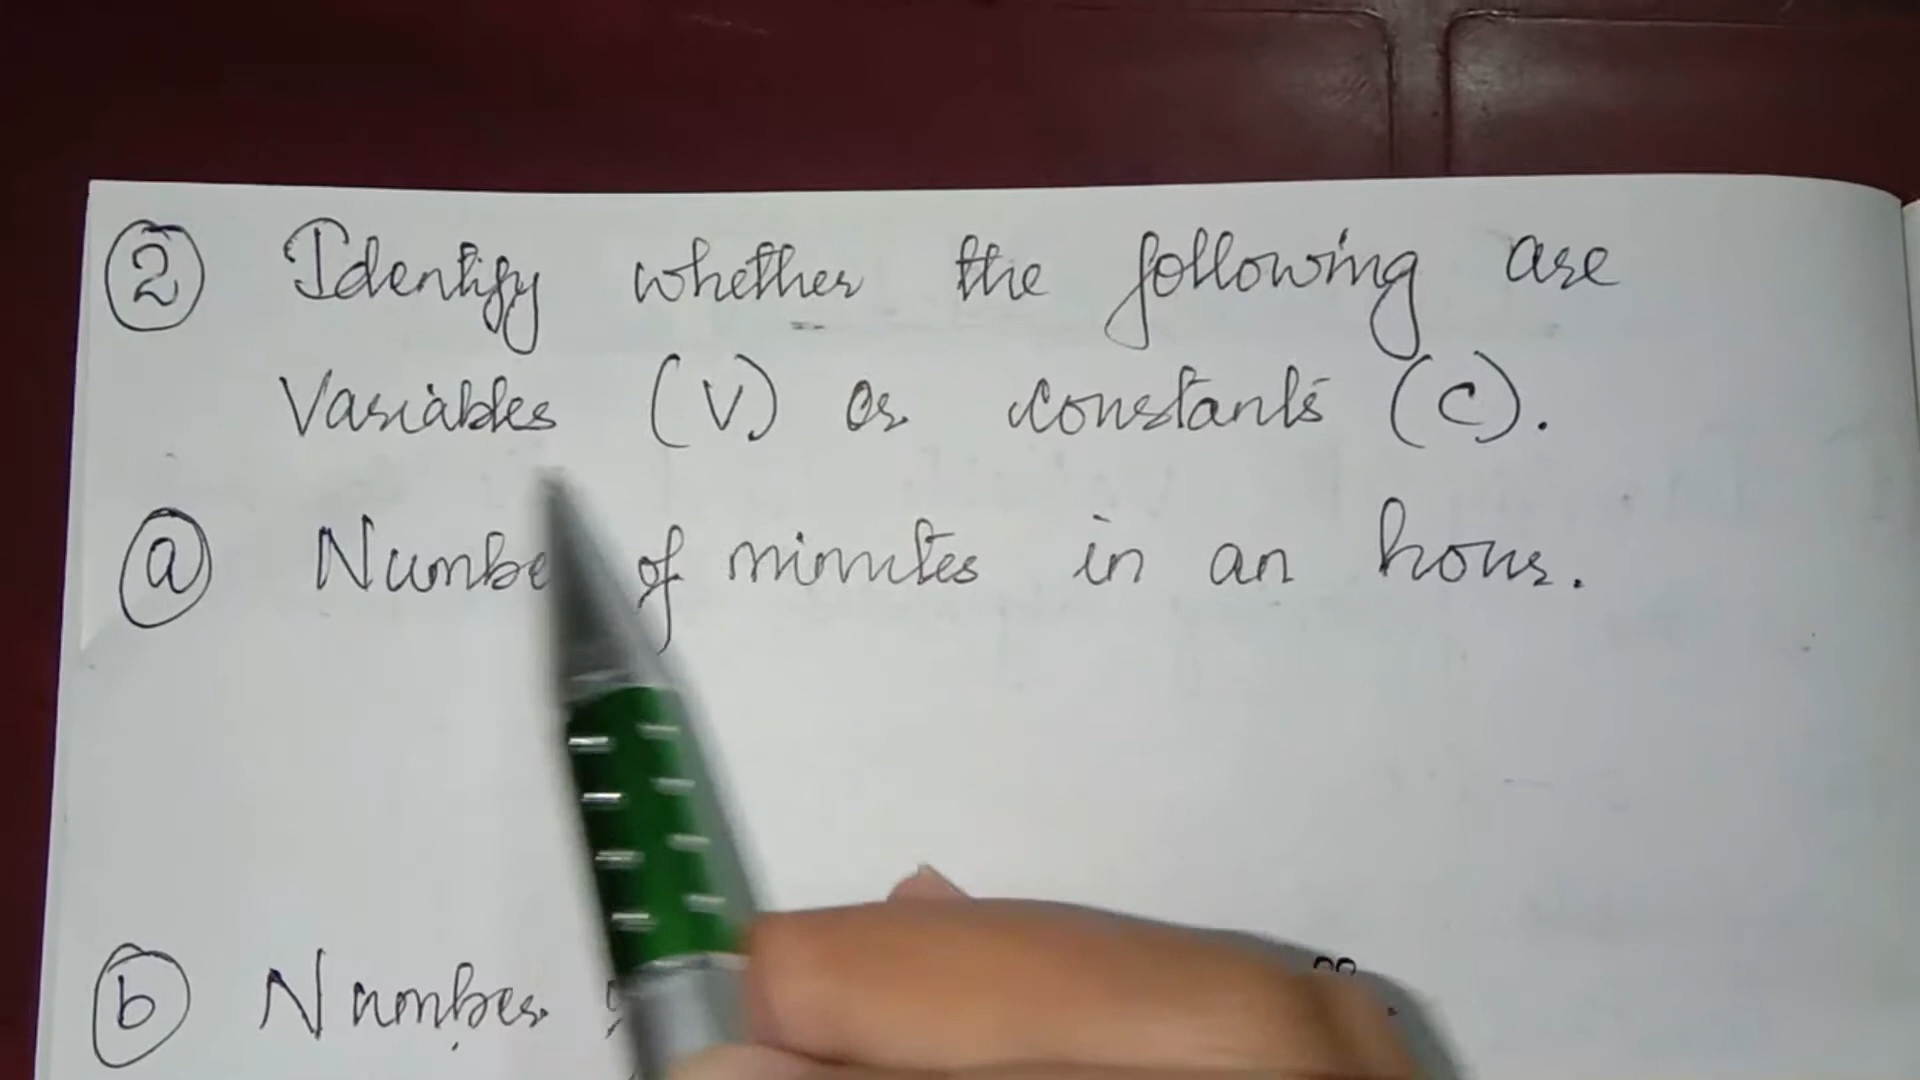 ② Identify whether the following are
Variables (V) or constants (C).
ⓐ Number of minutes in an hour.
ⓑ Number